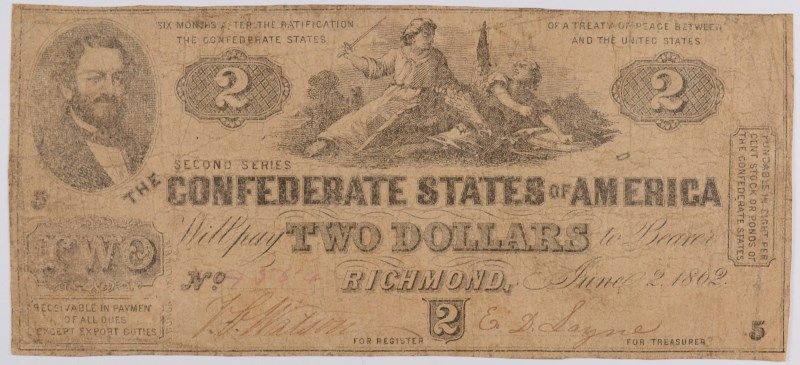 SIX MONTHS AFTER THE RATIFICATION OF A TREATY OF PEACE BETWEEN
THE CONFEDERATE STATES AND THE UNITED STATES
2
2
SECOND SERIES
THE
CONFEDERATE STATES OF AMERICA
Will pay TWO DOLLARS to Bearer
No
RICHMOND, June 2, 1862.
5
TWO
RECEIVABLE IN PAYMENT
OF ALL DUES
EXCEPT EXPORT DUTIES
FUNDABLE IN EIGHT PER
CENT STOCK OR BONDS OF
THE CONFEDERATE STATES
2
E. D. Layne
FOR REGISTER
FOR TREASURER
5